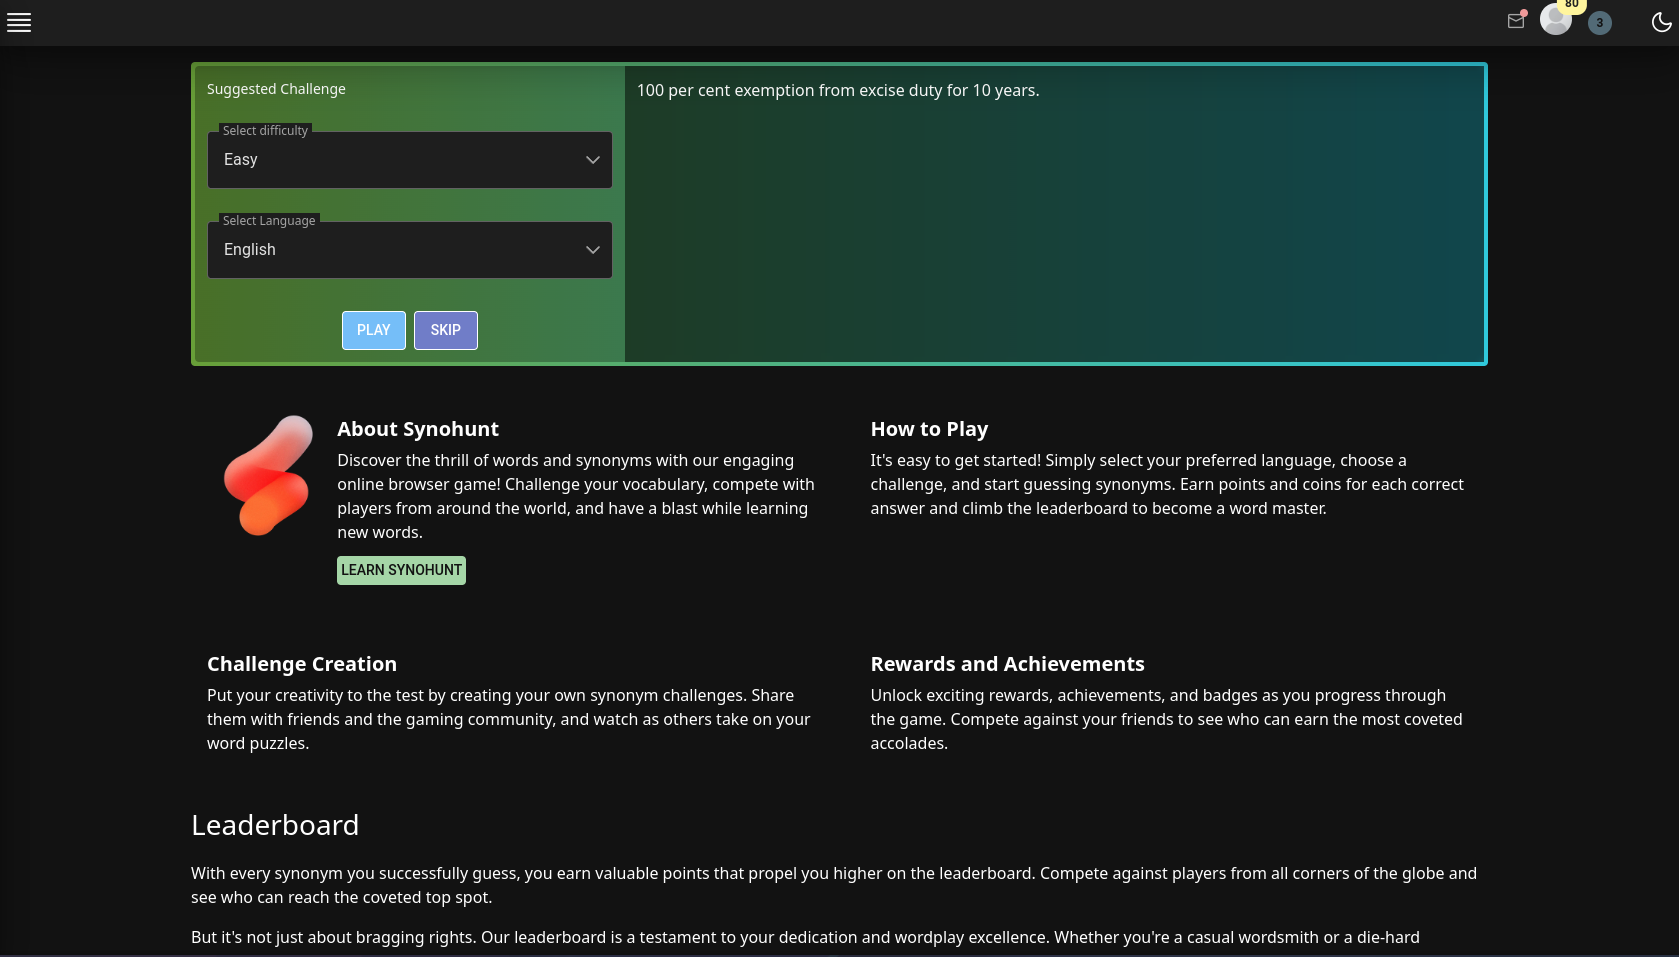 80
3
Suggested Challenge
Select difficulty
Easy
Select Language
English
PLAY
SKIP
100 per cent exemption from excise duty for 10 years.
About Synohunt
Discover the thrill of words and synonyms with our engaging
online browser game! Challenge your vocabulary, compete with
players from around the world, and have a blast while learning
new words.
LEARN SYNOHUNT
How to Play
It's easy to get started! Simply select your preferred language, choose a
challenge, and start guessing synonyms. Earn points and coins for each correct
answer and climb the leaderboard to become a word master.
Challenge Creation
Put your creativity to the test by creating your own synonym challenges. Share
them with friends and the gaming community, and watch as others take on your
word puzzles.
Rewards and Achievements
Unlock exciting rewards, achievements, and badges as you progress through
the game. Compete against your friends to see who can earn the most coveted
accolades.
Leaderboard
With every synonym you successfully guess, you earn valuable points that propel you higher on the leaderboard. Compete against players from all corners of the globe and
see who can reach the coveted top spot.
But it's not just about bragging rights. Our leaderboard is a testament to your dedication and wordplay excellence. Whether you're a casual wordsmith or a die-hard